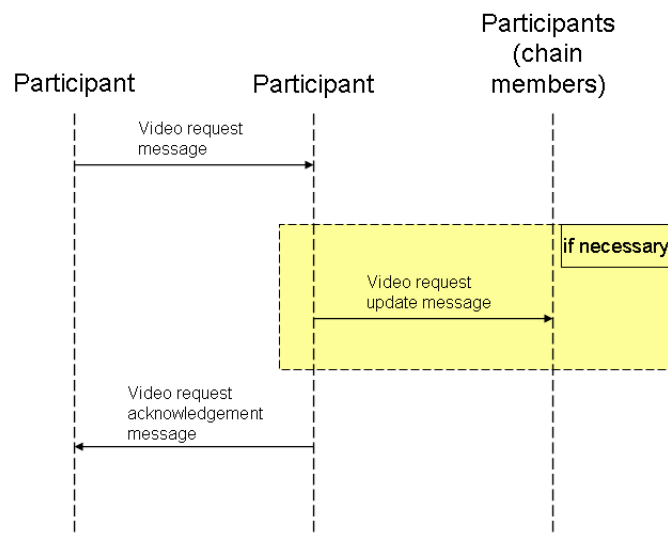 Participants
(chain
members)
Participant
Participant
Video request
message
if necessary
Video request
update message
Video request
acknowledgement
message